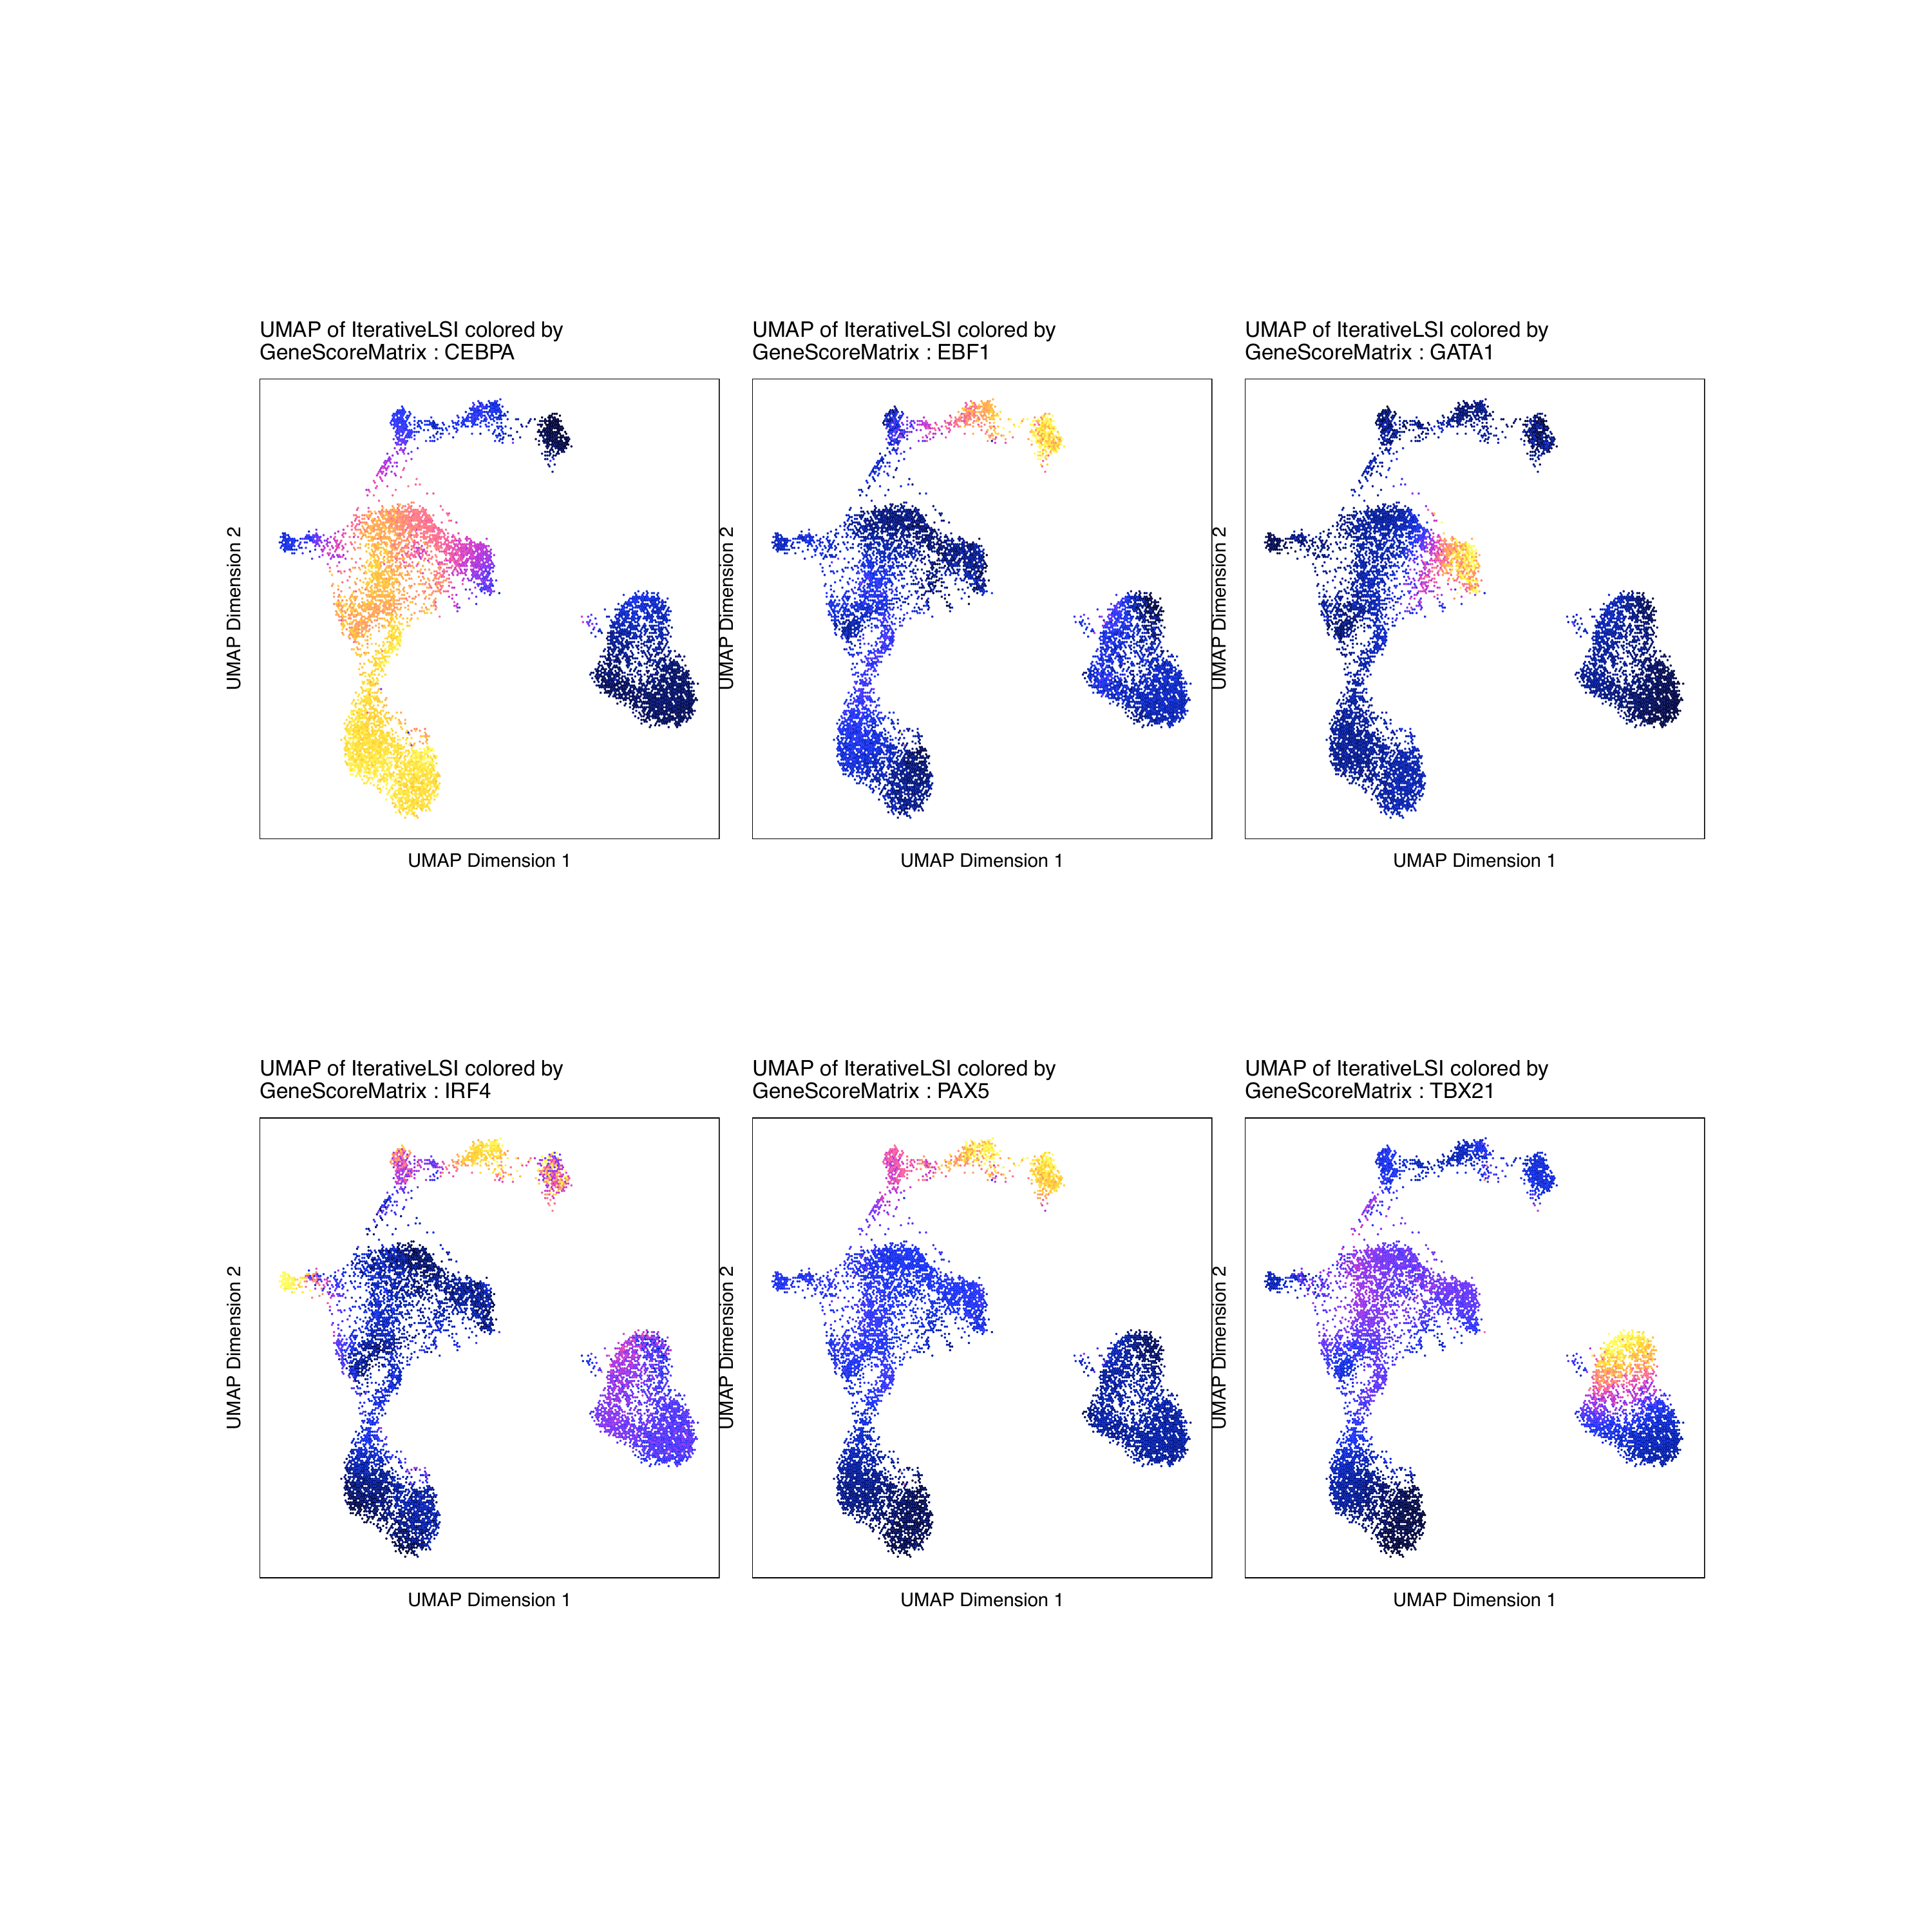 UMAP of IterativeLSI colored by
GeneScoreMatrix : CEBPA
UMAP Dimension 2
UMAP Dimension 1
UMAP of IterativeLSI colored by
GeneScoreMatrix : EBF1
UMAP Dimension 2
UMAP Dimension 1
UMAP of IterativeLSI colored by
GeneScoreMatrix : GATA1
UMAP Dimension 2
UMAP Dimension 1
UMAP of IterativeLSI colored by
GeneScoreMatrix : IRF4
UMAP Dimension 2
UMAP Dimension 1
UMAP of IterativeLSI colored by
GeneScoreMatrix : PAX5
UMAP Dimension 2
UMAP Dimension 1
UMAP of IterativeLSI colored by
GeneScoreMatrix : TBX21
UMAP Dimension 2
UMAP Dimension 1